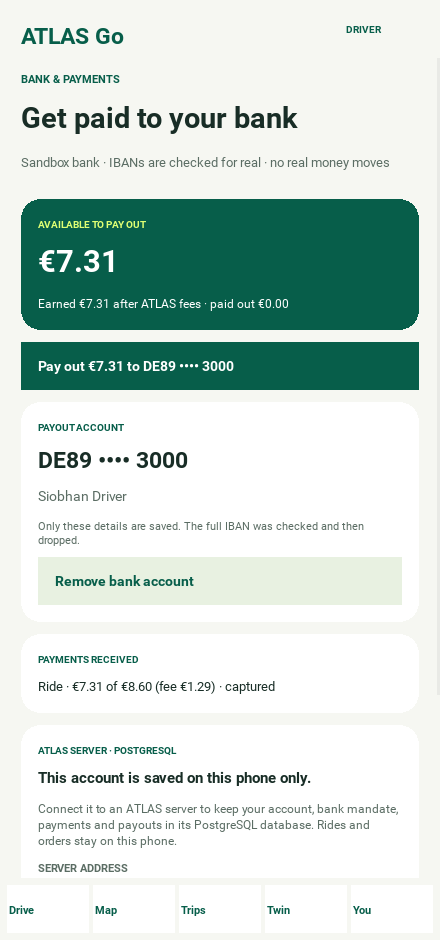 ATLAS Go
DRIVER
BANK & PAYMENTS
Get paid to your bank
Sandbox bank · IBANs are checked for real · no real money moves
AVAILABLE TO PAY OUT
€7.31
Earned €7.31 after ATLAS fees · paid out €0.00
Pay out €7.31 to DE89 •••• 3000
PAYOUT ACCOUNT
DE89 •••• 3000
Siobhan Driver
Only these details are saved. The full IBAN was checked and then
dropped.
Remove bank account
PAYMENTS RECEIVED
Ride · €7.31 of €8.60 (fee €1.29) · captured
ATLAS SERVER · POSTGRESQL
This account is saved on this phone only.
Connect it to an ATLAS server to keep your account, bank mandate,
payments and payouts in its PostgreSQL database. Rides and
orders stay on this phone.
SERVER ADDRESS
Drive
Map
Trips
Twin
You